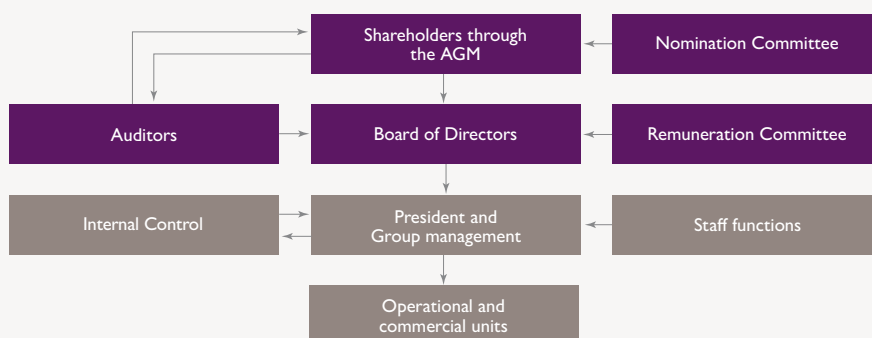 Shareholders through
the AGM
Nomination Committee
Auditors
Board of Directors
Remuneration Committee
Internal Control
President and
Group management
Staff functions
Operational and
commercial units